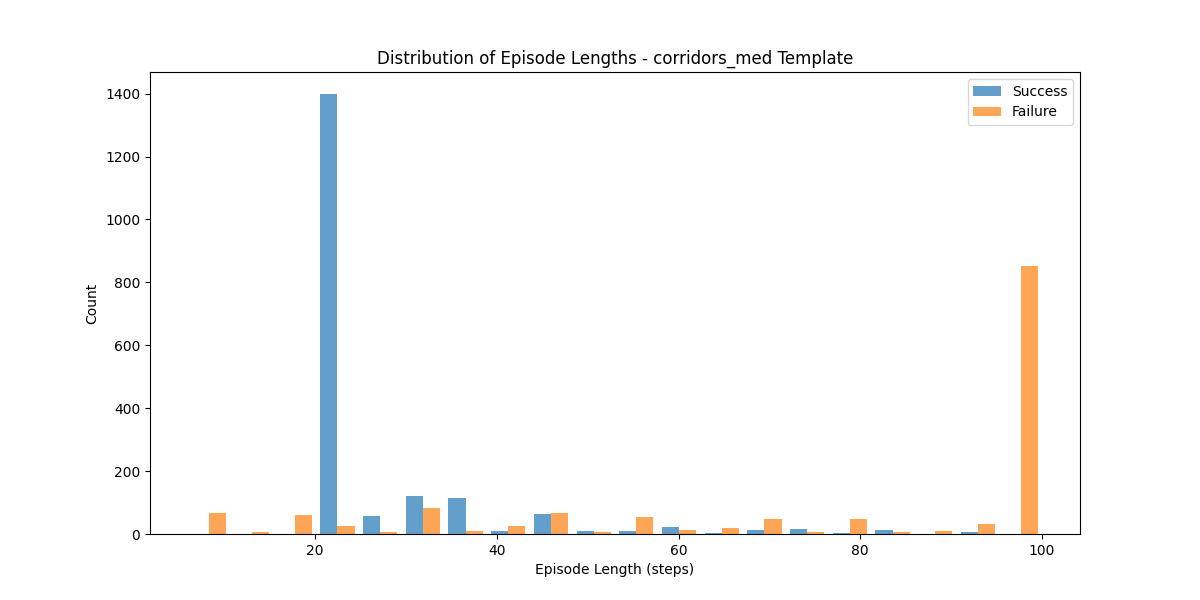 Distribution of Episode Lengths - corridors_med Template
Success
Failure
1400
1200
1000
800
600
400
200
0
Count
20
40
60
80
100
Episode Length (steps)